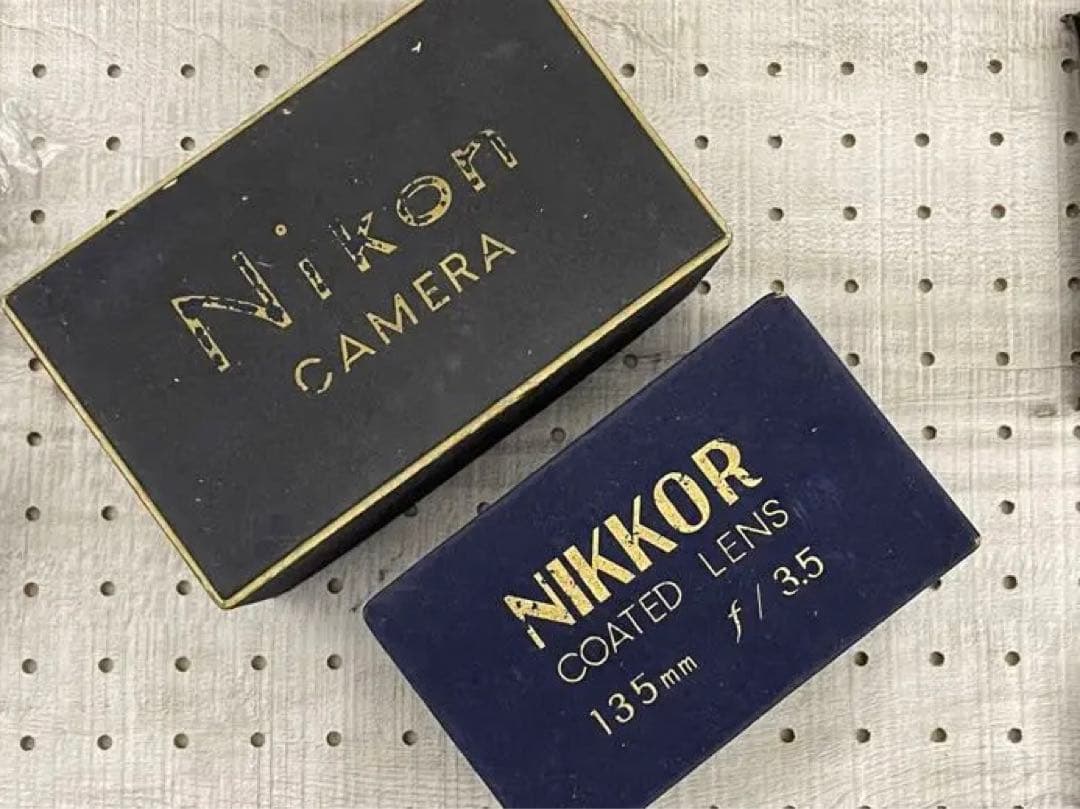 Nikon
CAMERA
NIKKOR
COATED LENS
135mm f/3.5